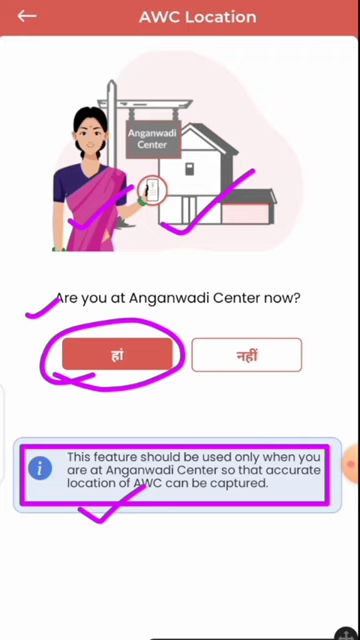 AWC Location
Anganwadi
Center
Are you at Anganwadi Center now?
हां
नहीं
This feature should be used only when you
are at Anganwadi Center so that accurate
location of AWC can be captured.